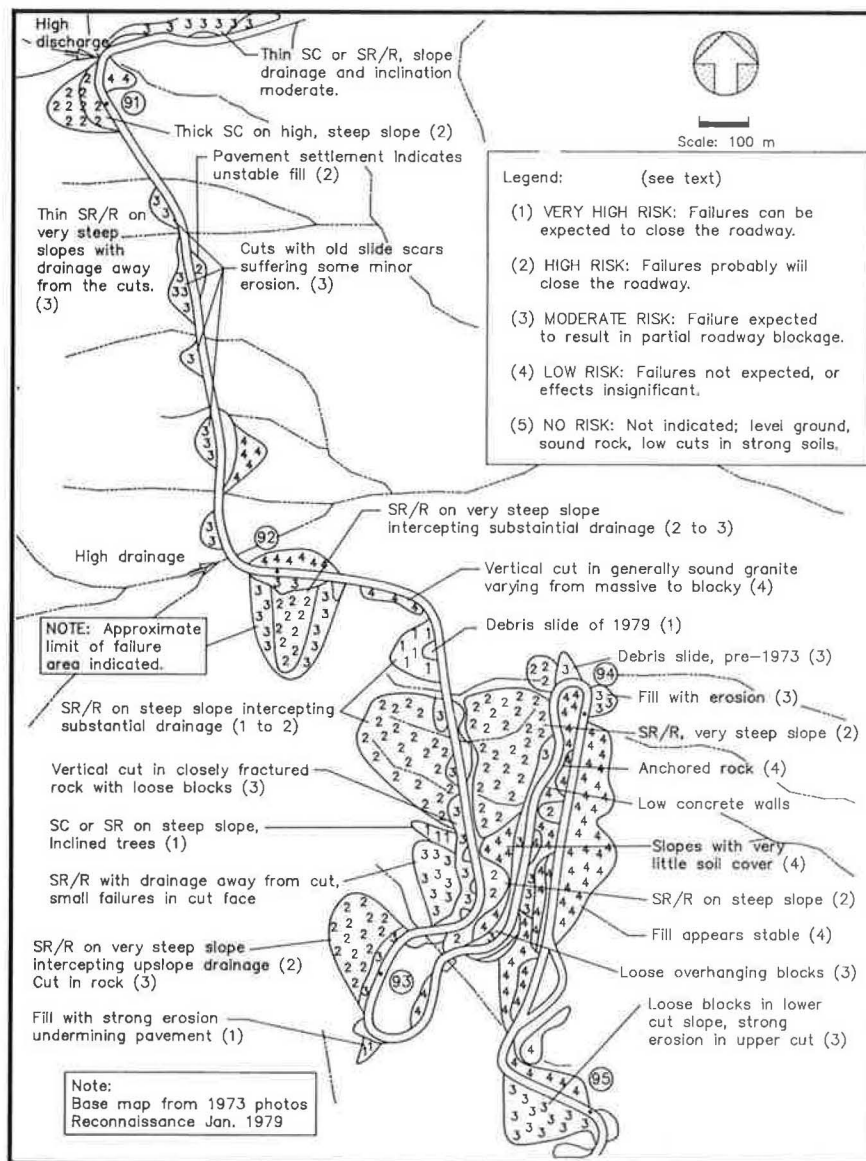 High
discharge
Thin SC or SR/R, slope
drainage and inclination
moderate.
91
Thick SC on high, steep slope (2)
Pavement settlement Indicates
unstable fill (2)
Thin SR/R on
very steep
slopes with
drainage away
from the cuts.
(3)
Cuts with old slide scars
suffering some minor
erosion. (3)
Scale: 100 m
Legend: (see text)
(1) VERY HIGH RISK: Failures can be
expected to close the roadway.
(2) HIGH RISK: Failures probably will
close the roadway.
(3) MODERATE RISK: Failure expected
to result in partial roadway blockage.
(4) LOW RISK: Failures not expected, or
effects insignificant.
(5) NO RISK: Not indicated; level ground,
sound rock, low cuts in strong soils.
SR/R on very steep slope
intercepting substaintial drainage (2 to 3)
92
High drainage
Vertical cut in generally sound granite
varying from massive to blocky (4)
NOTE: Approximate
limit of failure
area indicated.
Debris slide of 1979 (1)
Debris slide, pre-1973 (3)
94
Fill with erosion (3)
SR/R on steep slope intercepting
substantial drainage (1 to 2)
SR/R, very steep slope (2)
Anchored rock (4)
Vertical cut in closely fractured
rock with loose blocks (3)
Low concrete walls
SC or SR on steep slope,
Inclined trees (1)
Slopes with very
little soil cover (4)
SR/R with drainage away from cut,
small failures in cut face
SR/R on steep slope (2)
Fill appears stable (4)
SR/R on very steep slope
intercepting upslope drainage (2)
Cut in rock (3)
93
Loose overhanging blocks (3)
Loose blocks in lower
cut slope, strong
erosion in upper cut (3)
Fill with strong erosion
undermining pavement (1)
95
Note:
Base map from 1973 photos
Reconnaissance Jan. 1979